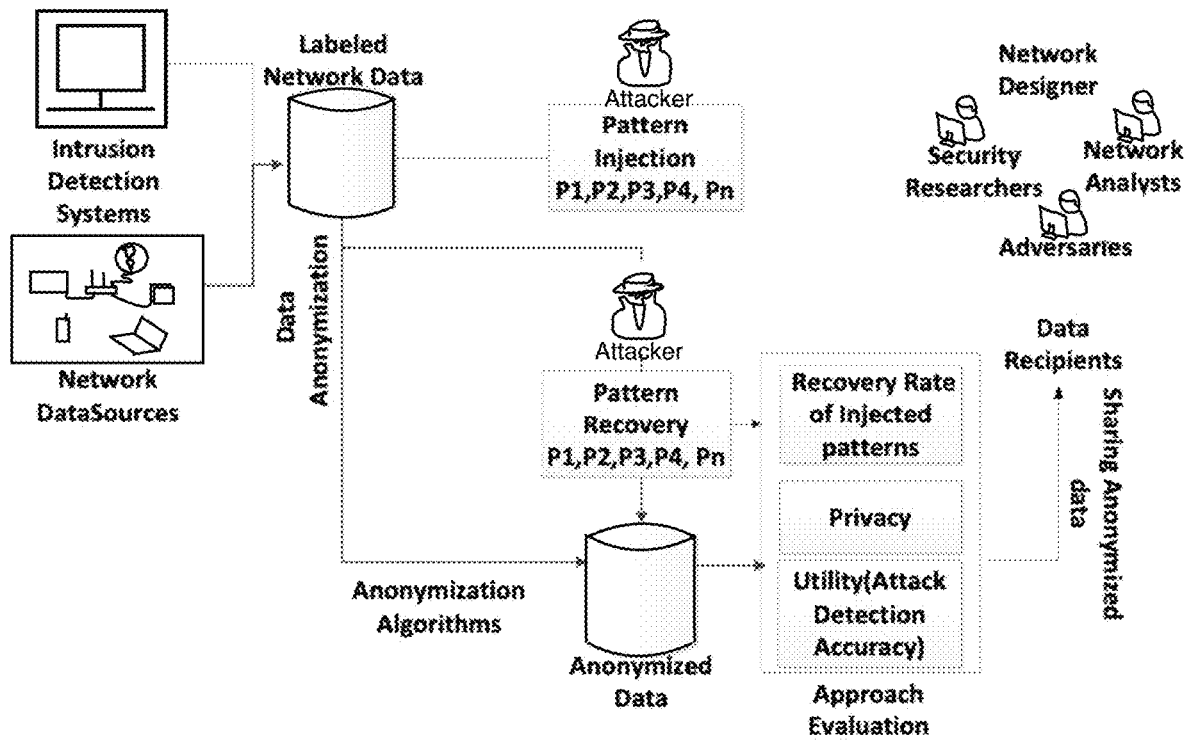 Labeled
Network Data
Attacker
Pattern
Injection
P1,P2,P3,P4, Pn
Network
Designer
Security
Researchers
Network
Analysts
Adversaries
Intrusion
Detection
Systems
Network
DataSources
Data
Anonymization
Attacker
Pattern
Recovery
P1,P2,P3,P4, Pn
Recovery Rate
of Injected
patterns
Privacy
Utility(Attack
Detection
Accuracy)
Approach
Evaluation
Data
Recipients
Sharing Anonymized
data
Anonymization
Algorithms
Anonymized
Data